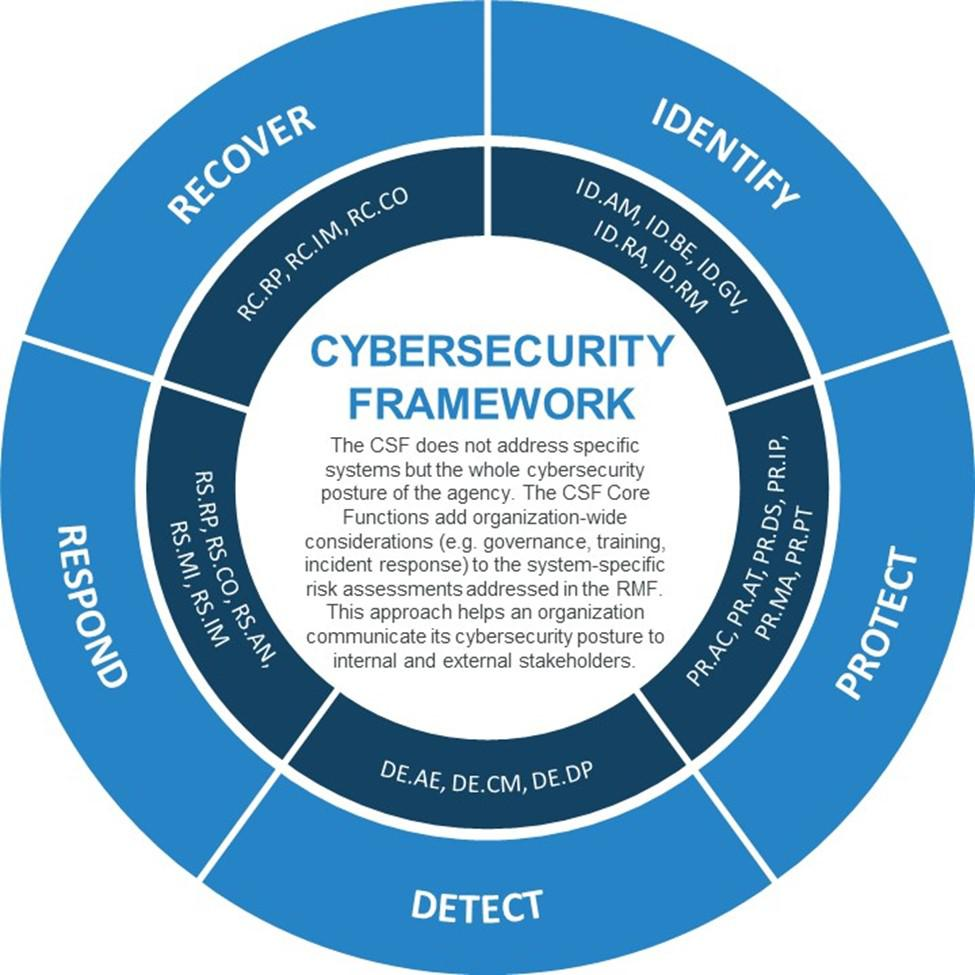 RECOVER
IDENTIFY
RC.RP, RC.IM, RC.CO
ID.AM, ID.BE, ID.GV,
ID.RA, ID.RM
CYBERSECURITY
FRAMEWORK
The CSF does not address specific
systems but the whole cybersecurity
posture of the agency. The CSF Core
Functions add organization-wide
considerations (e.g. governance, training,
incident response) to the system-specific
risk assessments addressed in the RMF.
This approach helps an organization
communicate its cybersecurity posture to
internal and external stakeholders.
RESPOND
RS.RP, RS.CO, RS.AN,
RS.MI, RS.IM
PR.AC, PR.AT, PR.DS, PR.IP,
PR.MA, PR.PT
PROTECT
DE.AE, DE.CM, DE.DP
DETECT